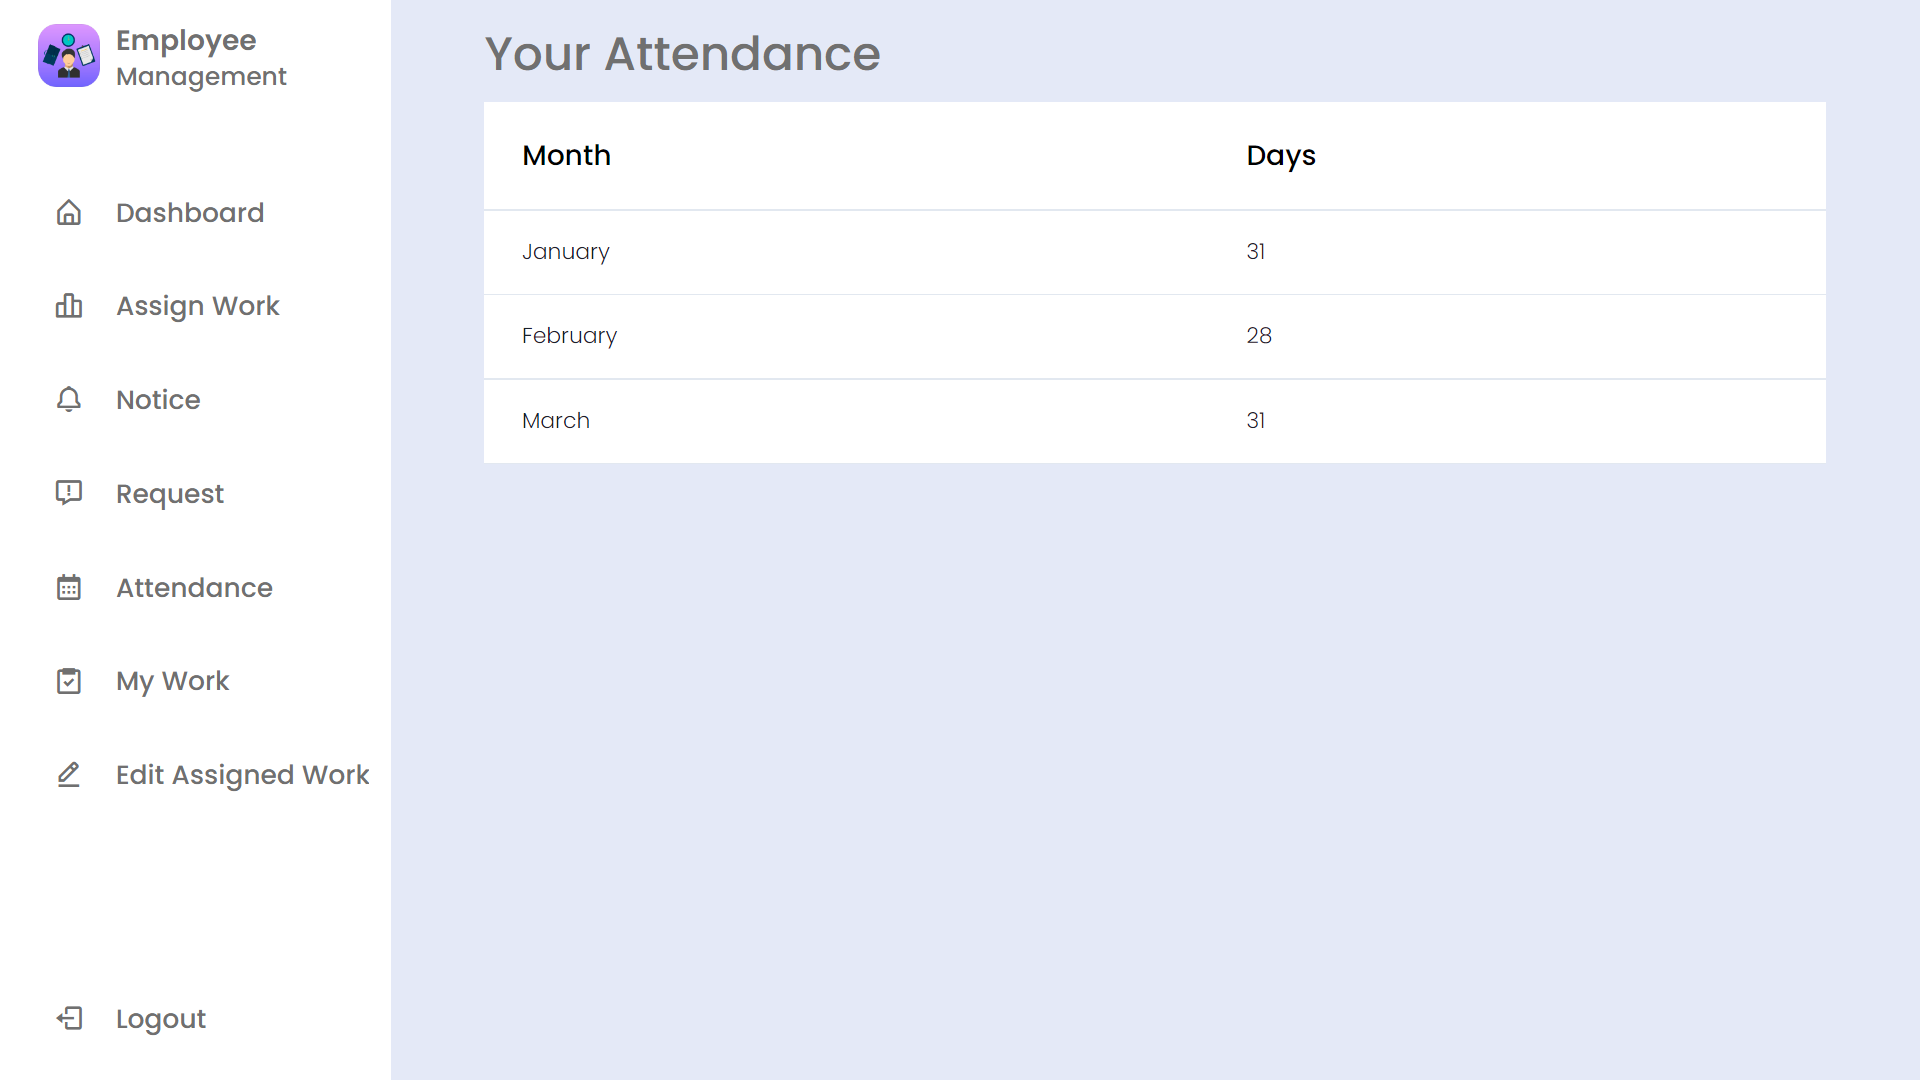 Employee
Management
Dashboard
Assign Work
Notice
Request
Attendance
My Work
Edit Assigned Work
Logout
Your Attendance
Month Days
January 31
February 28
March 31